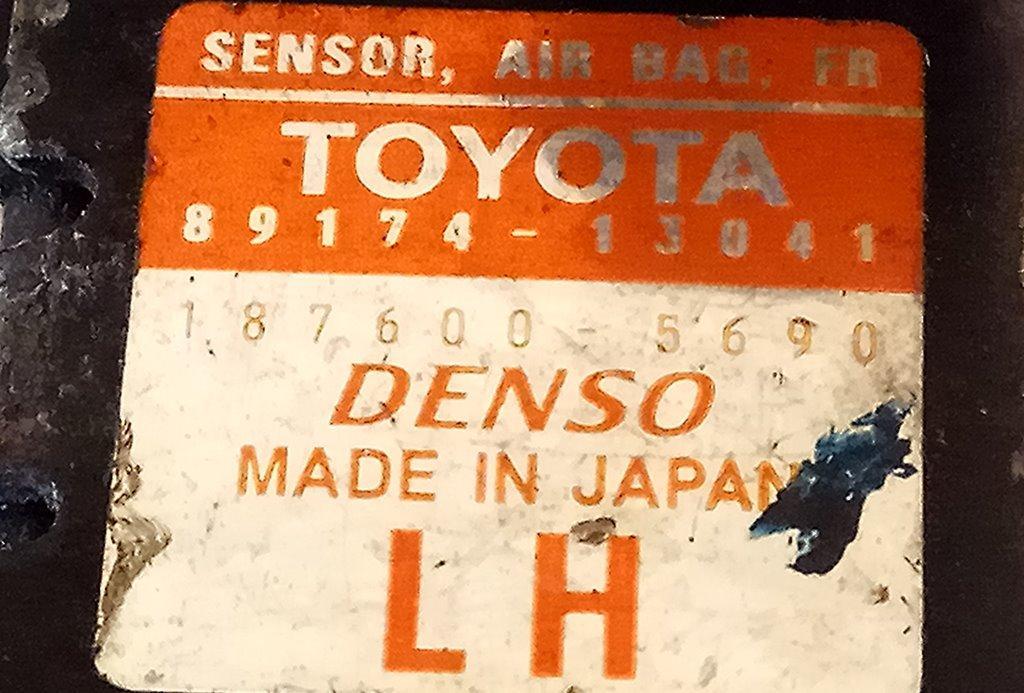 SENSOR, AIR BAG, FR
TOYOTA
89174-13041
187600-5690
DENSO
MADE IN JAPAN
LH